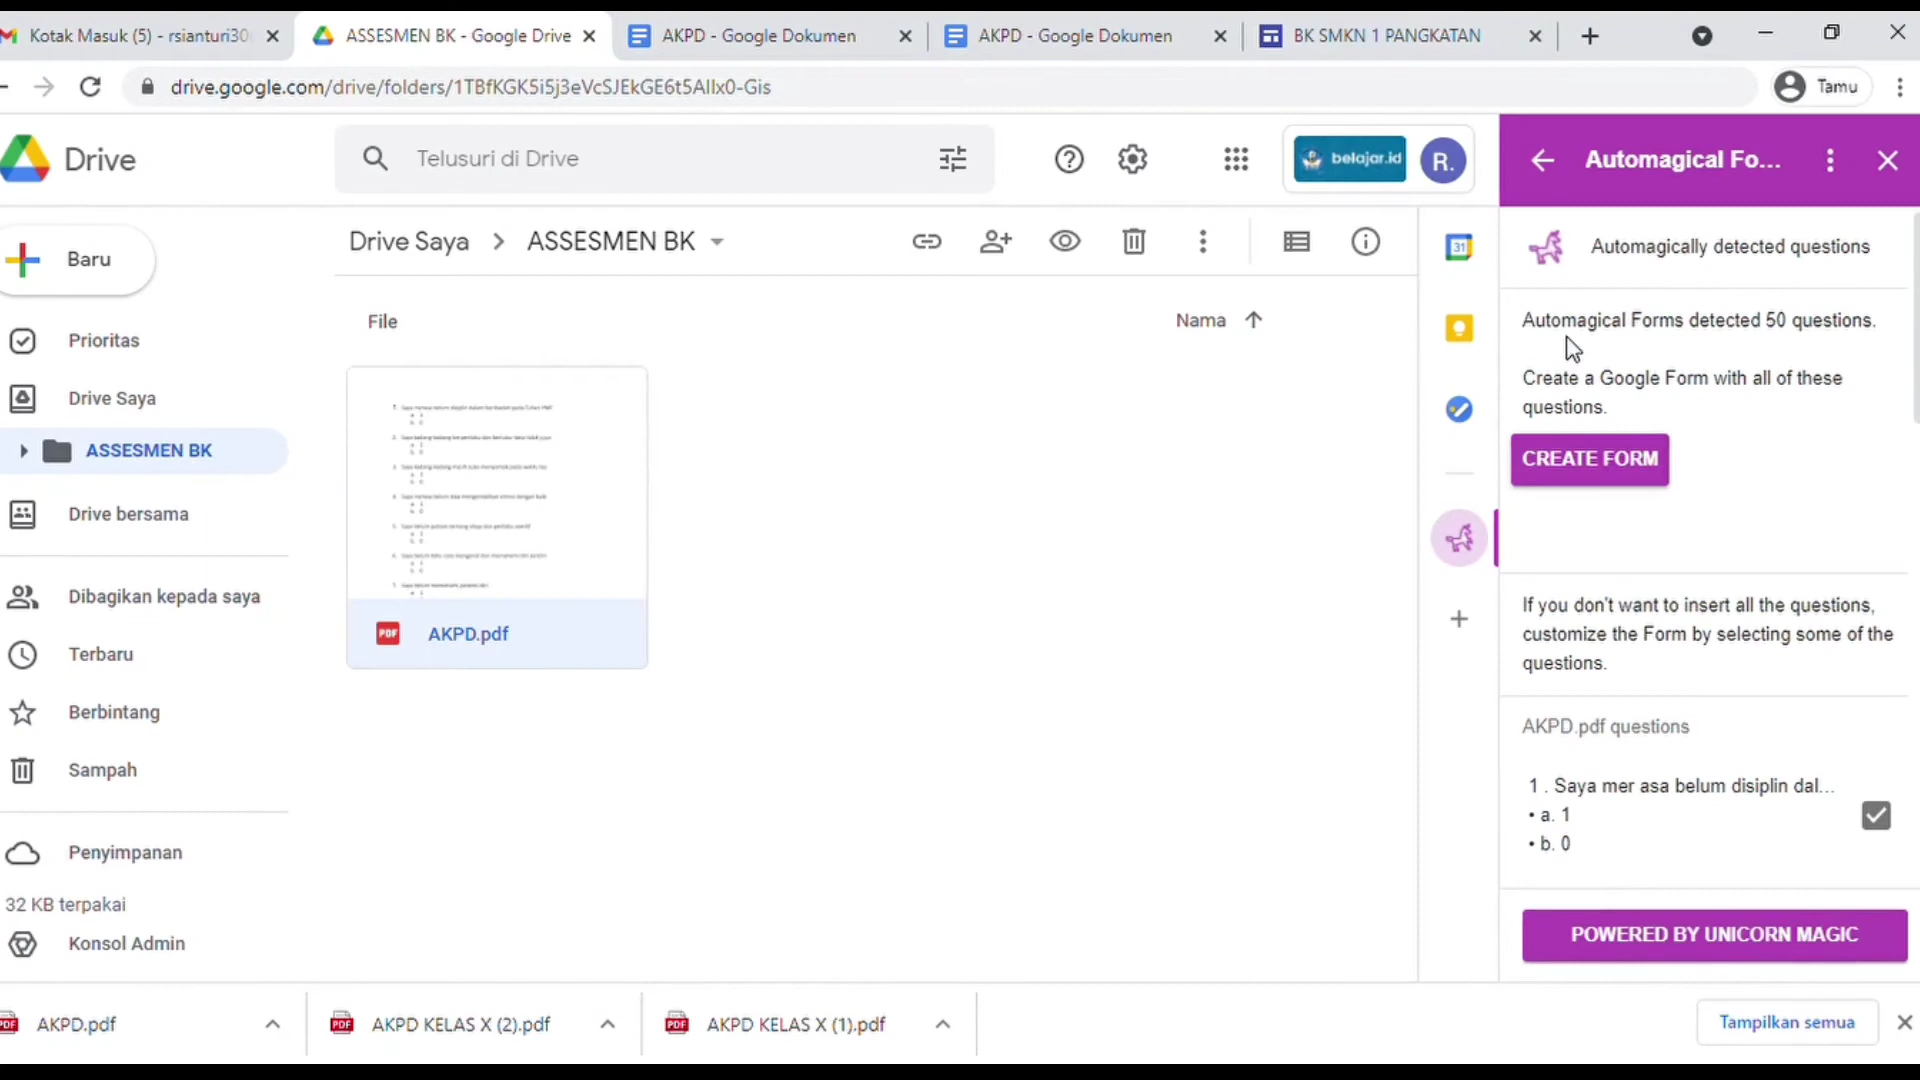 Kotak Masuk (5) - rsianturi30
ASSESMEN BK - Google Drive
AKPD - Google Dokumen
AKPD - Google Dokumen
BK SMKN 1 PANGKATAN
drive.google.com/drive/folders/1TBfKGK5i5j3eVcSJEkGE6t5AIlx0-Gis
Tamu
Drive
Telusuri di Drive
belajar.id
R.
Automagical Fo...
Baru
Drive Saya
ASSESMEN BK
31
Automagically detected questions
File
Nama
Automagical Forms detected 50 questions.
Create a Google Form with all of these
questions.
CREATE FORM
Prioritas
Drive Saya
ASSESMEN BK
Drive bersama
Dibagikan kepada saya
Terbaru
Berbintang
Sampah
Penyimpanan
32 KB terpakai
Konsol Admin
PDF
AKPD.pdf
If you don't want to insert all the questions,
customize the Form by selecting some of the
questions.
AKPD.pdf questions
1 . Saya mer asa belum disiplin dal...
• a. 1
• b. 0
POWERED BY UNICORN MAGIC
PDF
AKPD.pdf
PDF
AKPD KELAS X (2).pdf
PDF
AKPD KELAS X (1).pdf
Tampilkan semua